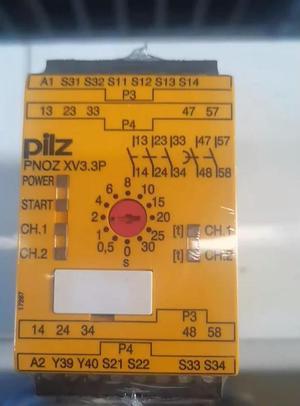 A1 S31 S32 S11 S12 S13 S14
P3
13 23 33 47 57
P4
pilz
PNOZ XV3.3P
13 23 33 47 57
14 24 34 48 58
POWER
START
CH.1
CH.2
0 0,5 1 2 4 6 8 10 15 20 25 30
s
[t] CH.1
[t] CH.2
17287
P3
14 24 34 48 58
P4
A2 Y39 Y40 S21 S22 S33 S34